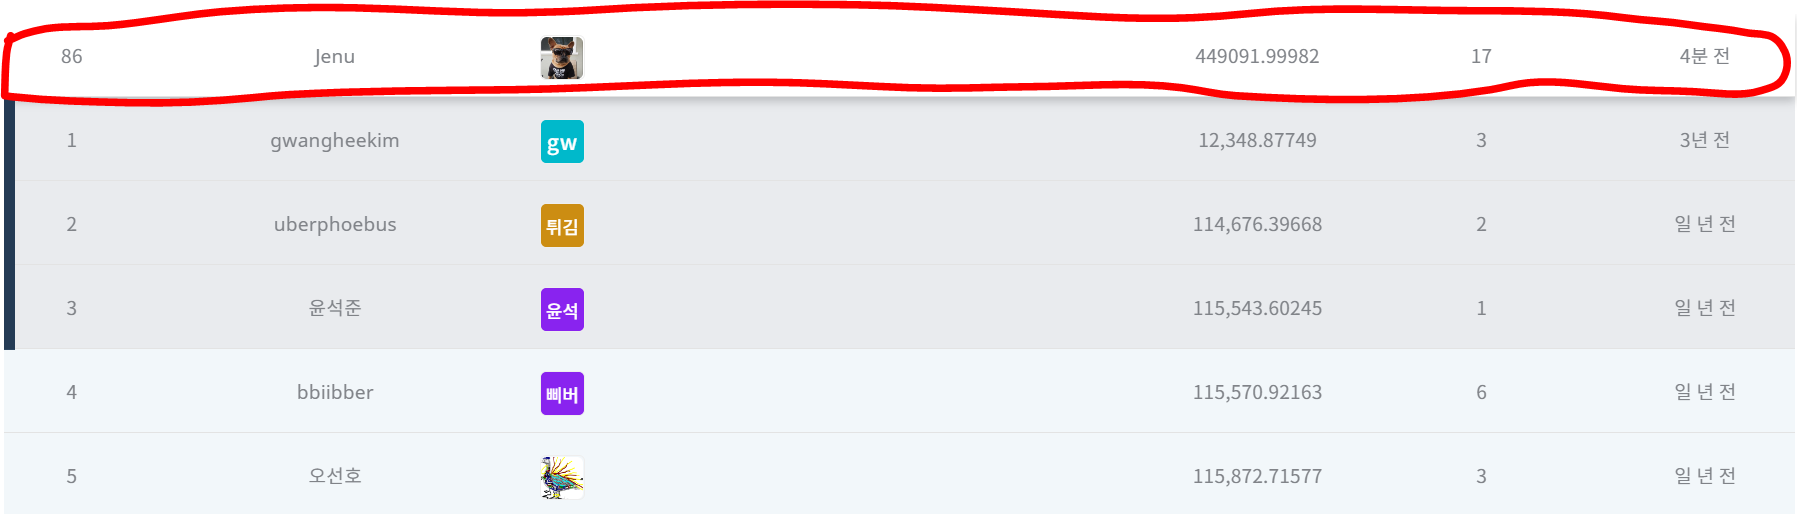 86 Jenu 449091.99982 17 4분 전
1 gwangheekim gw 12,348.87749 3 3년 전
2 uberphoebus 튀김 114,676.39668 2 일 년 전
3 윤석준 윤석 115,543.60245 1 일 년 전
4 bbiibber 삐버 115,570.92163 6 일 년 전
5 오선호 115,872.71577 3 일 년 전